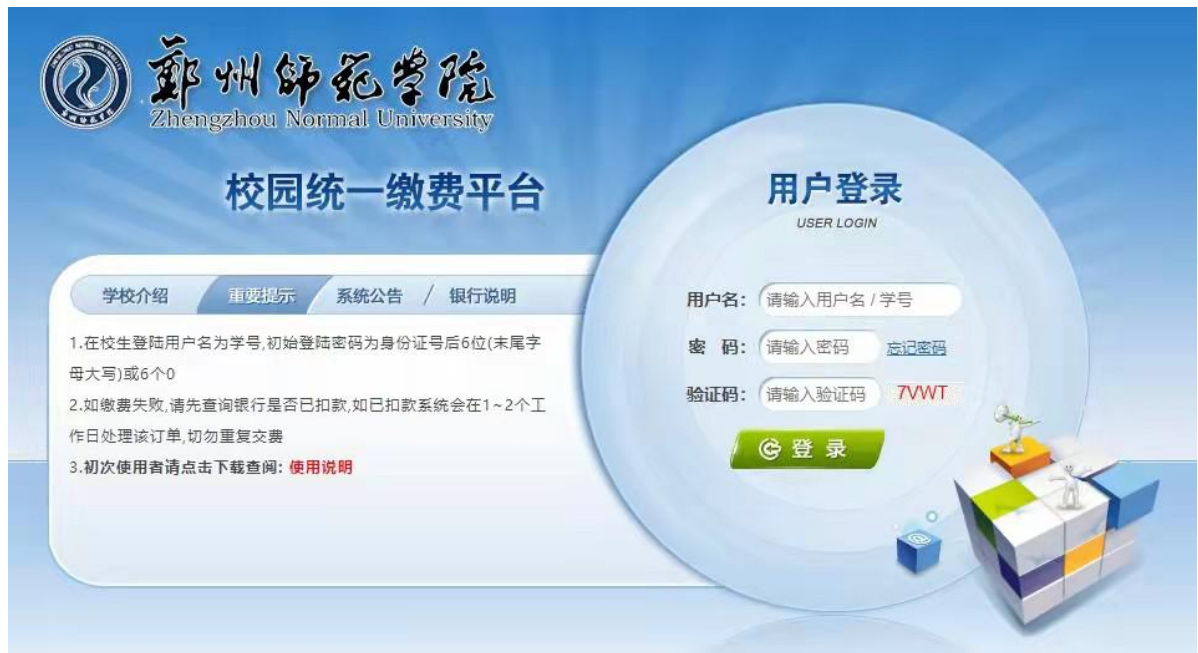 鄭州師範學院
Zhengzhou Normal University
校园统一缴费平台
用户登录
USER LOGIN
学校介绍 重要提示 系统公告 / 银行说明
1.在校生登陆用户名为学号,初始登陆密码为身份证号后6位(末尾字
母大写)或6个0
2.如缴费失败,请先查询银行是否已扣款,如已扣款系统会在1~2个工
作日处理该订单,切勿重复交费
3.初次使用者请点击下载查阅: 使用说明
用户名: 请输入用户名 / 学号
密 码: 请输入密码 忘记密码
验证码: 请输入验证码 7VWT
登 录